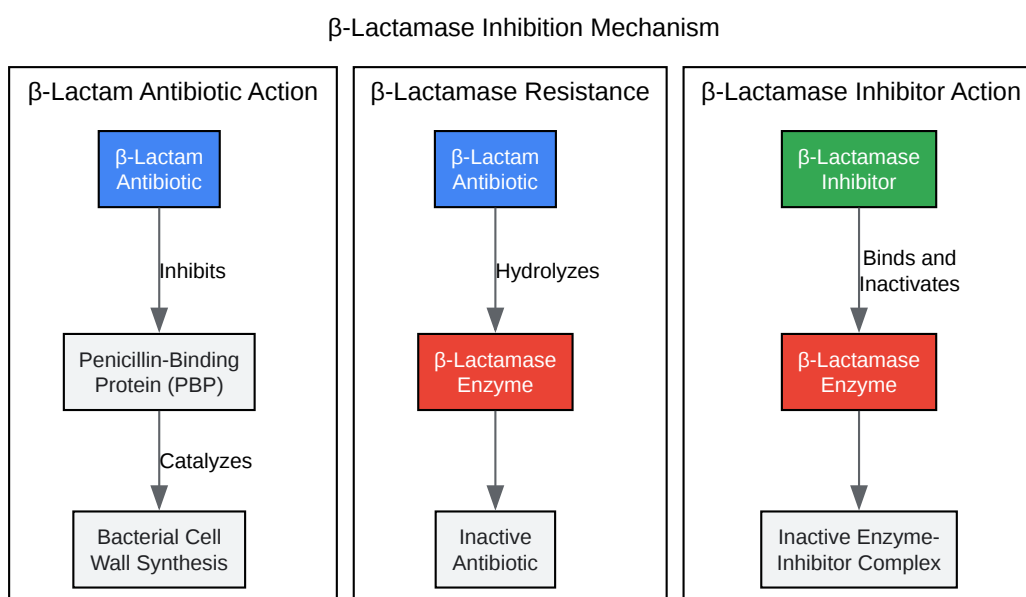 β-Lactamase Inhibition Mechanism
β-Lactam Antibiotic Action
β-Lactam
Antibiotic
Inhibits
Penicillin-Binding
Protein (PBP)
Catalyzes
Bacterial Cell
Wall Synthesis
β-Lactamase Resistance
β-Lactam
Antibiotic
Hydrolyzes
β-Lactamase
Enzyme
Inactive
Antibiotic
β-Lactamase Inhibitor Action
β-Lactamase
Inhibitor
Binds and
Inactivates
β-Lactamase
Enzyme
Inactive Enzyme-
Inhibitor Complex